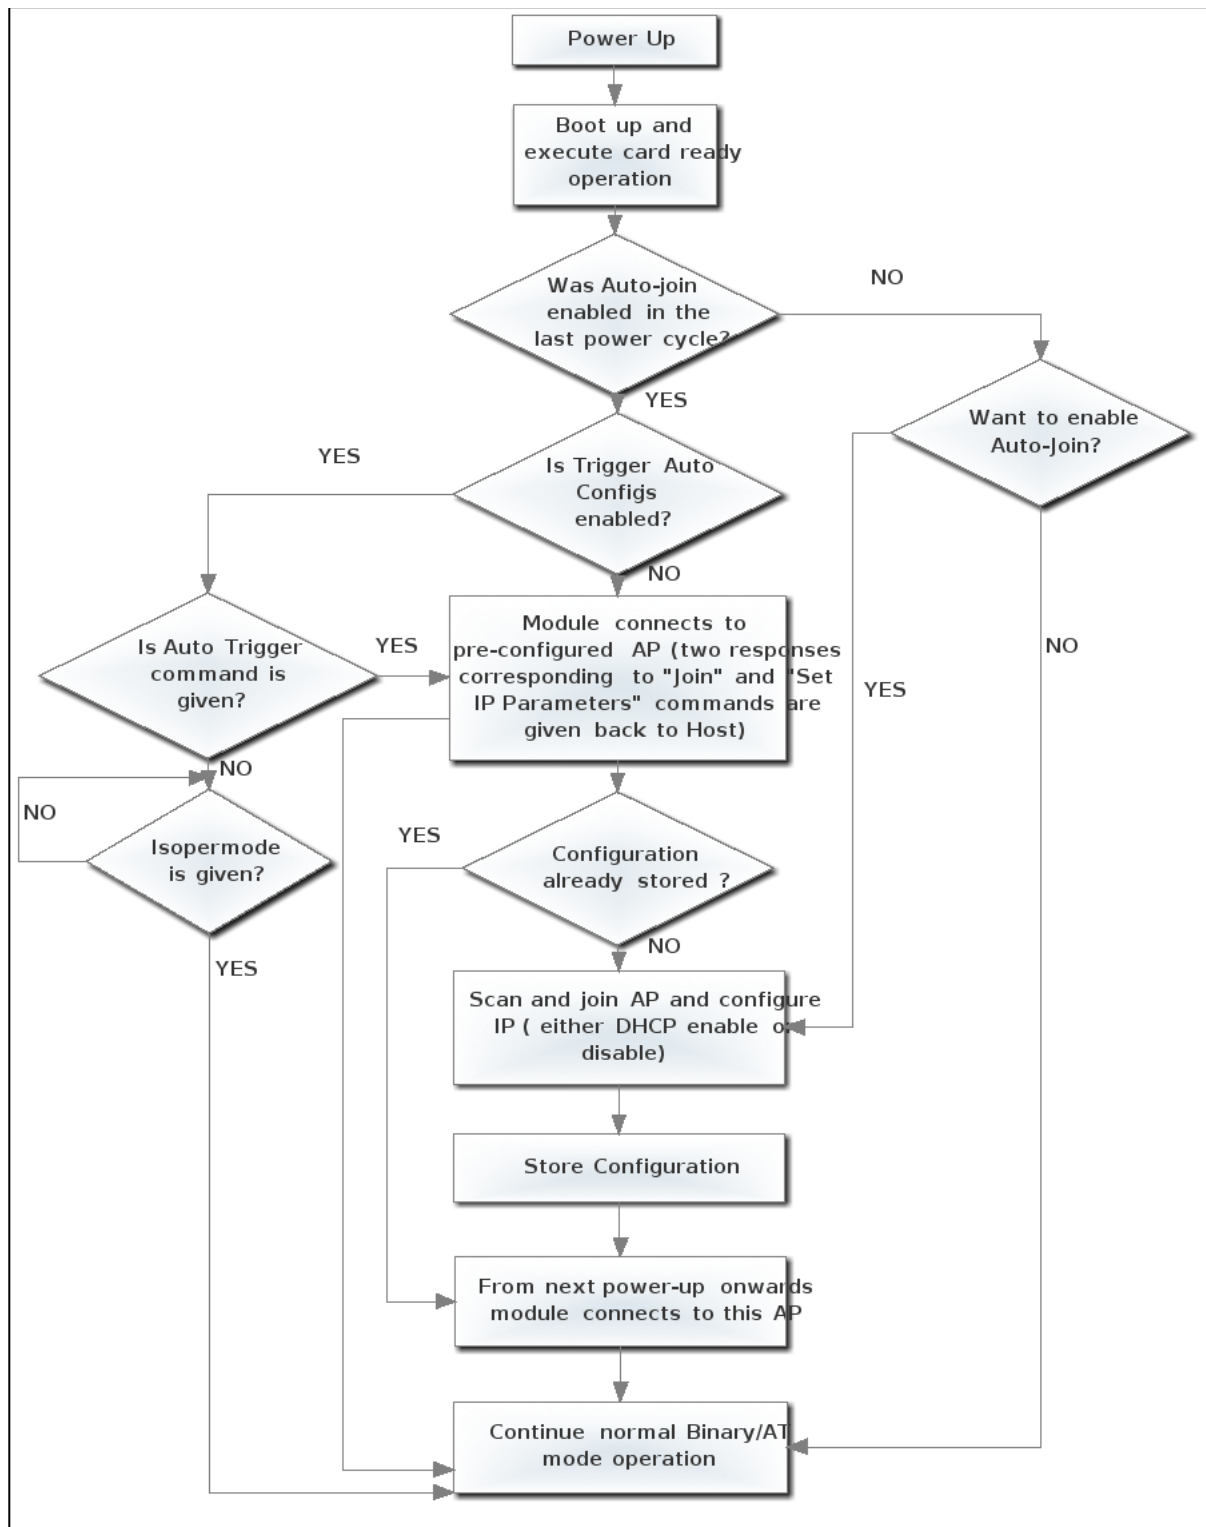 Power Up
Boot up and
execute card ready
operation
Was Auto-join
enabled in the
last power cycle?
NO
YES
Want to enable
Auto-Join?
YES
Is Trigger Auto
Configs
enabled?
NO
Is Auto Trigger
command is
given?
YES
Module connects to
pre-configured AP (two responses
corresponding to "Join" and "Set
IP Parameters" commands are
given back to Host)
NO
YES
NO
NO
Isopermode
is given?
YES
Configuration
already stored ?
NO
YES
Scan and join AP and configure
IP ( either DHCP enable or
disable)
Store Configuration
From next power-up onwards
module connects to this AP
Continue normal Binary/AT
mode operation